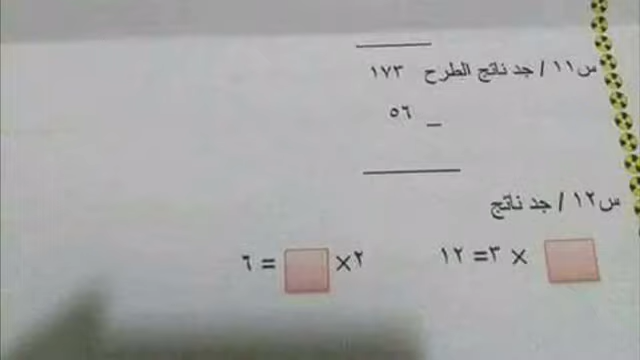 س١١ / جد ناتج الطرح ١٧٣
_ ٥٦
س١٢ / جد ناتج
× ٣ = ١٢
٢× = ٦